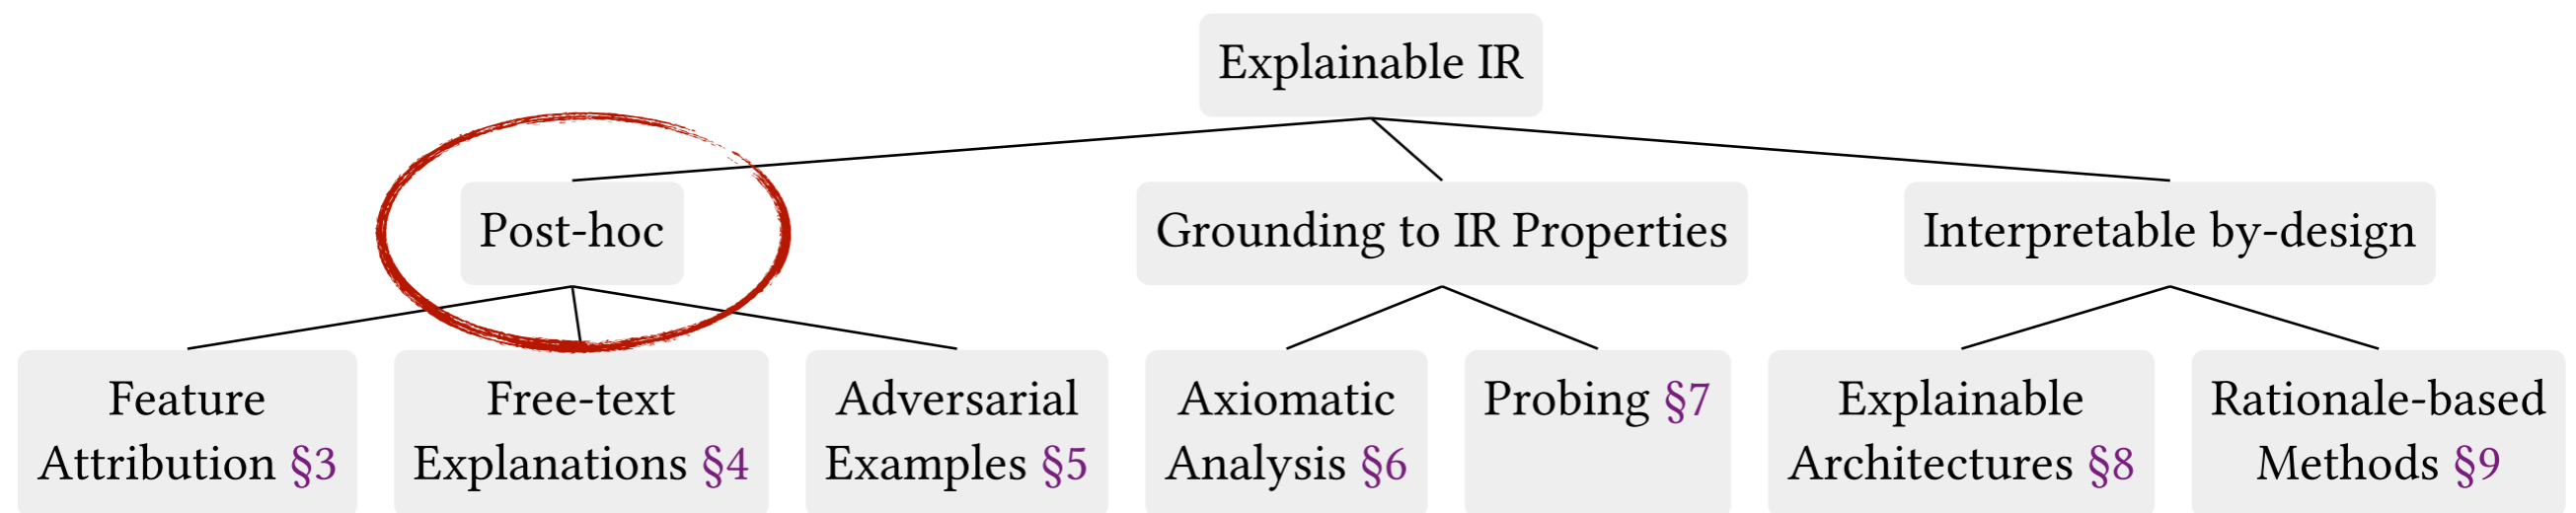 Explainable IR
Post-hoc
Grounding to IR Properties
Interpretable by-design
Feature
Attribution §3
Free-text
Explanations §4
Adversarial
Examples §5
Axiomatic
Analysis §6
Probing §7
Explainable
Architectures §8
Rationale-based
Methods §9